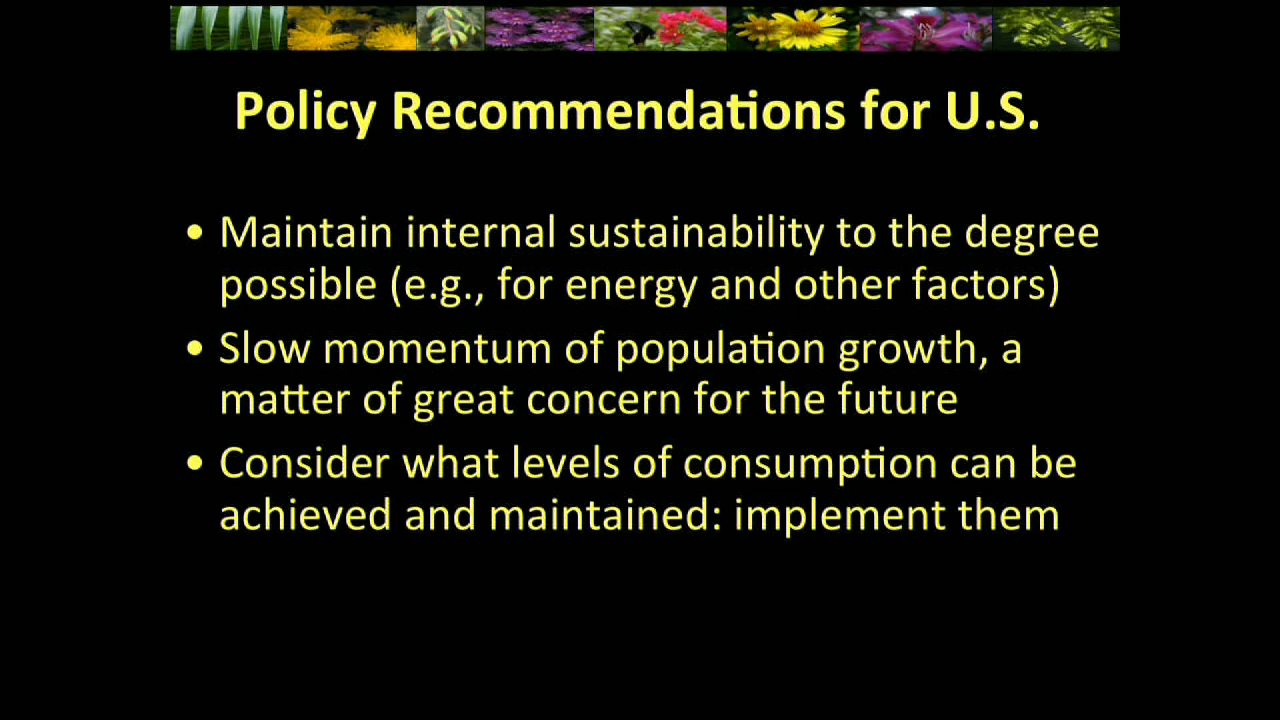 Policy Recommendations for U.S.
• Maintain internal sustainability to the degree
possible (e.g., for energy and other factors)
• Slow momentum of population growth, a
matter of great concern for the future
• Consider what levels of consumption can be
achieved and maintained: implement them